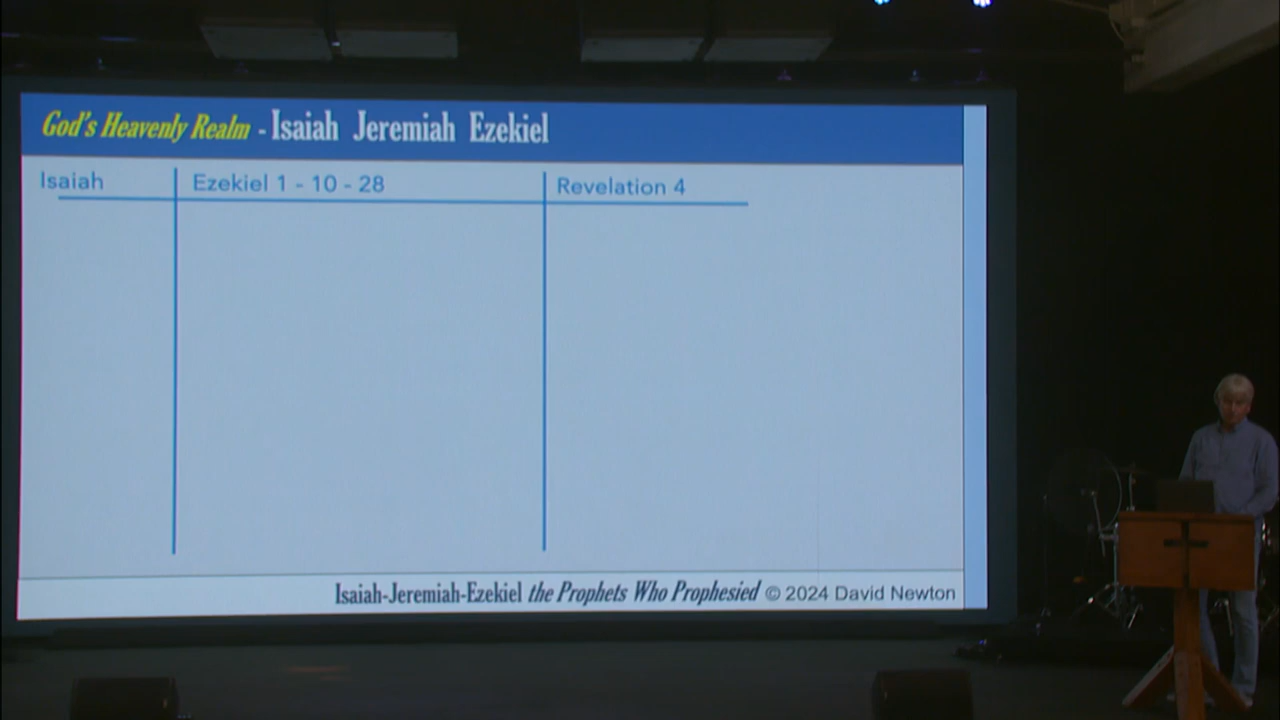 God's Heavenly Realm - Isaiah Jeremiah Ezekiel
Isaiah
Ezekiel 1 - 10 - 28
Revelation 4
Isaiah-Jeremiah-Ezekiel the Prophets Who Prophesied © 2024 David Newton